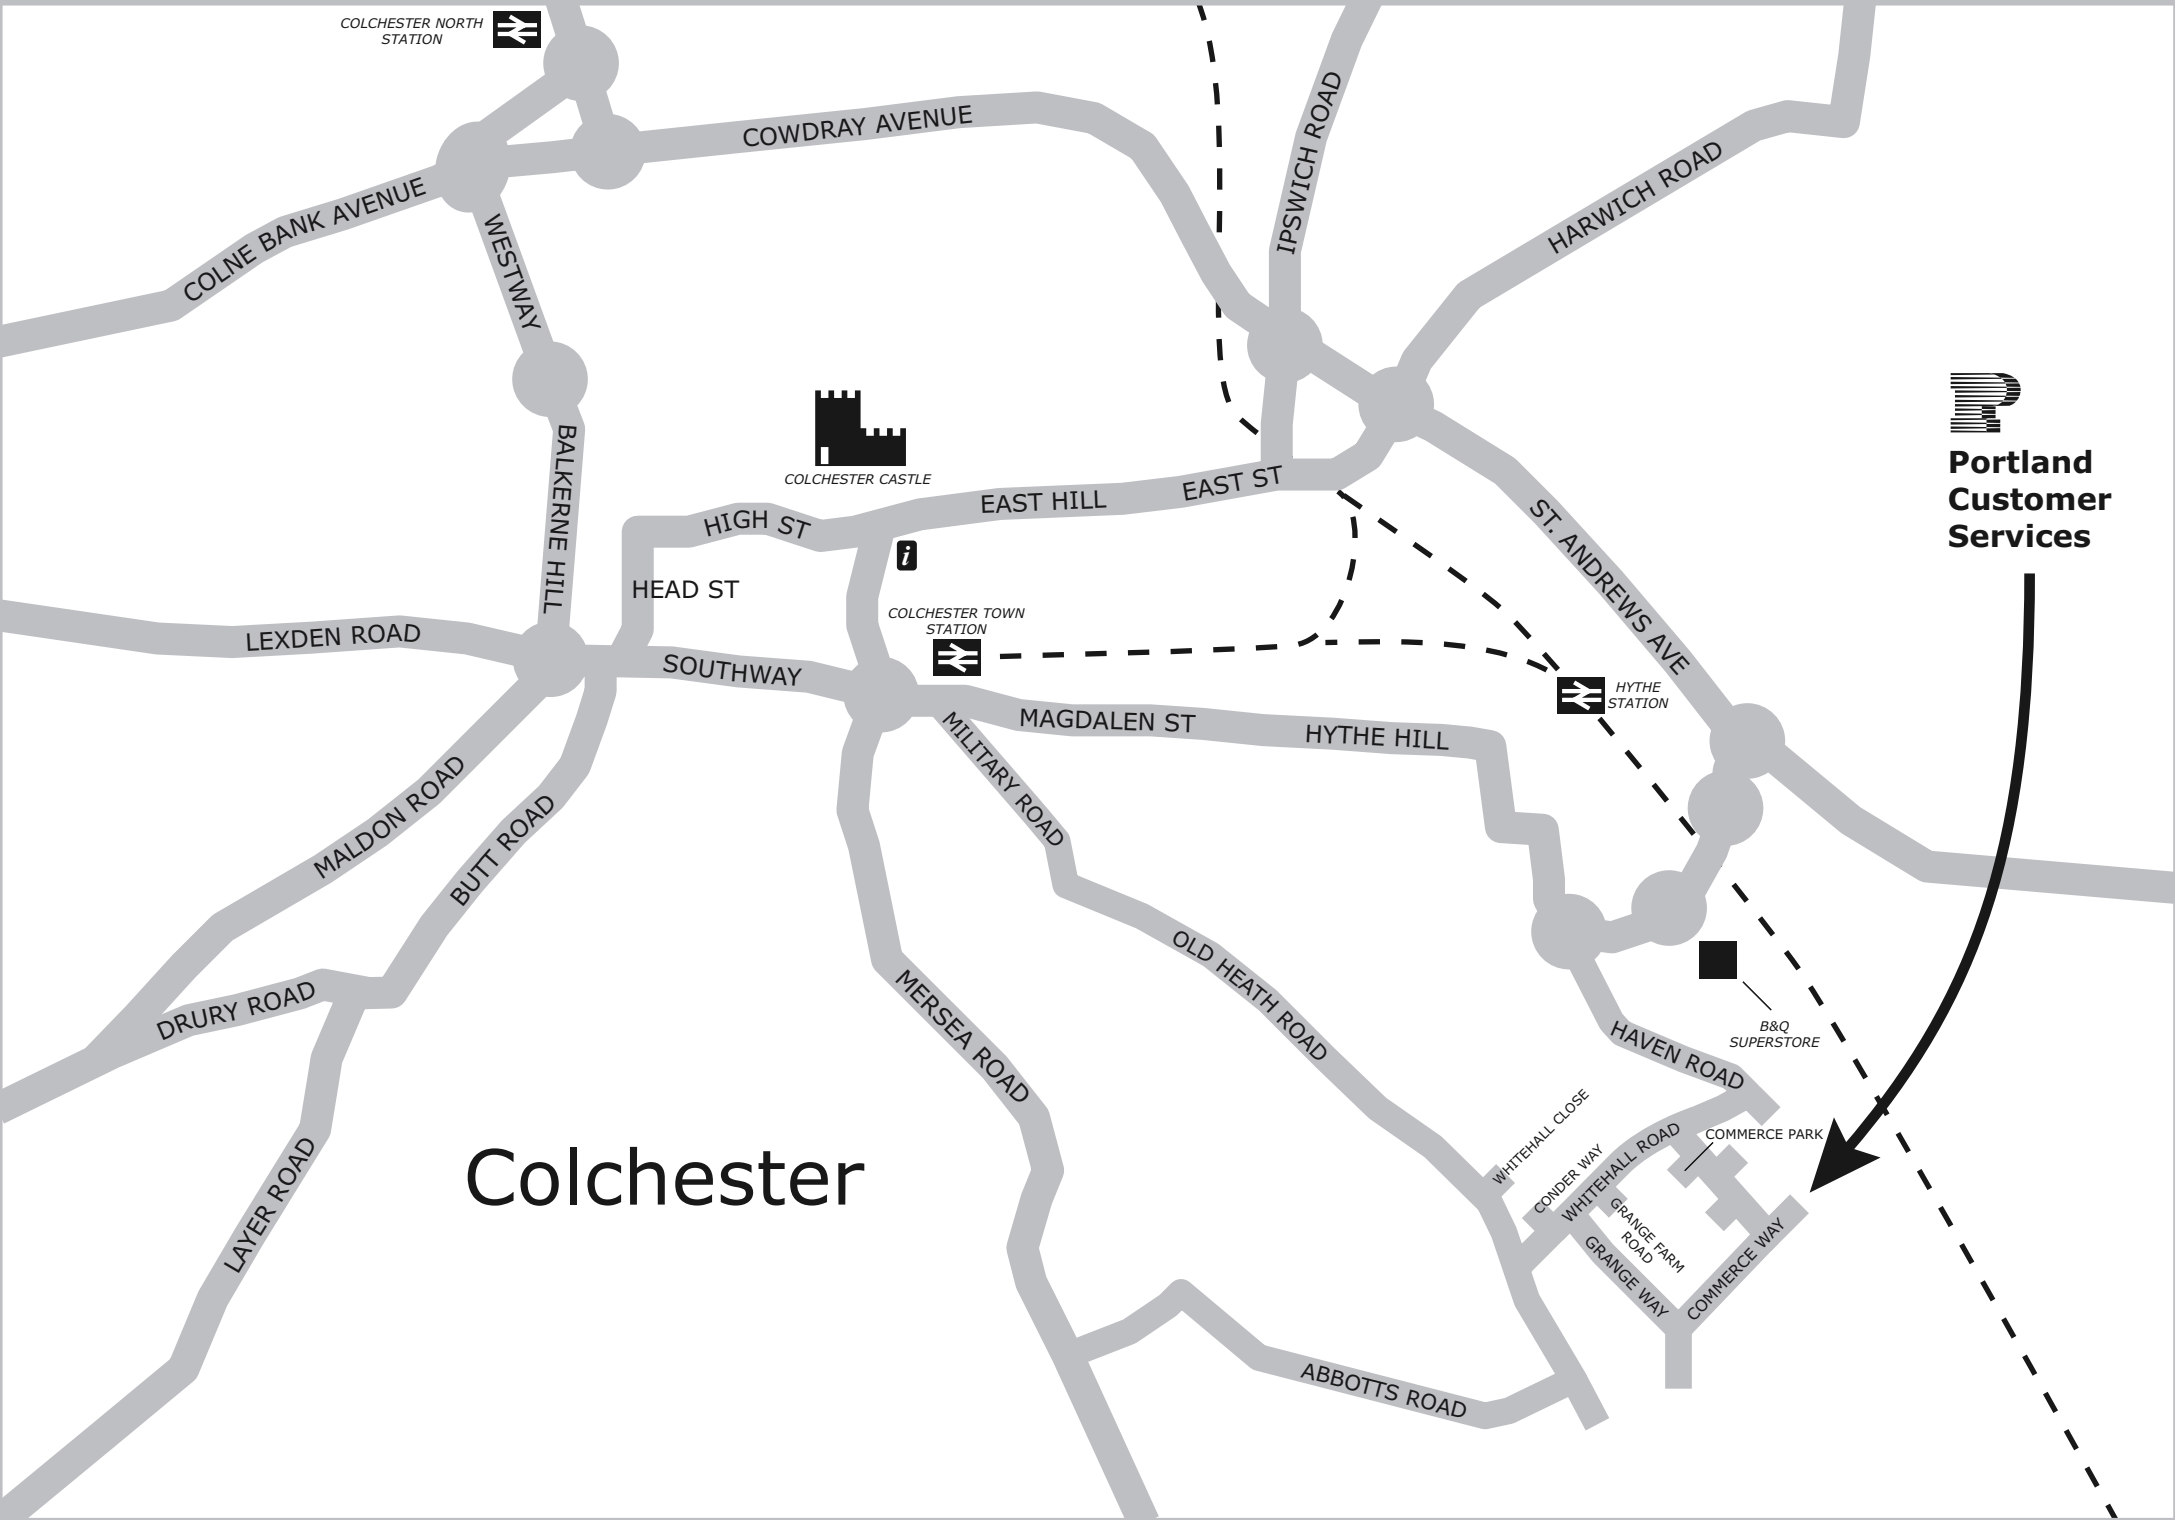 COLCHESTER NORTH
STATION
COWDRAY AVENUE
IPSWICH ROAD
HARWICH ROAD
COLNE BANK AVENUE
WESTWAY
BALKERNE HILL
COLCHESTER CASTLE
HIGH ST
EAST HILL
EAST ST
i
HEAD ST
COLCHESTER TOWN
STATION
LEXDEN ROAD
SOUTHWAY
MAGDALEN ST
HYTHE HILL
HYTHE
STATION
ST. ANDREWS AVE
P
Portland
Customer
Services
MILITARY ROAD
MALDON ROAD
BUTT ROAD
DRURY ROAD
LAYER ROAD
MERSEA ROAD
OLD HEATH ROAD
B&Q
SUPERSTORE
HAVEN ROAD
WHITEHALL CLOSE
CONDER WAY
WHITEHALL ROAD
COMMERCE PARK
GRANGE FARM
ROAD
GRANGE WAY
COMMERCE WAY
ABBOTTS ROAD
Colchester